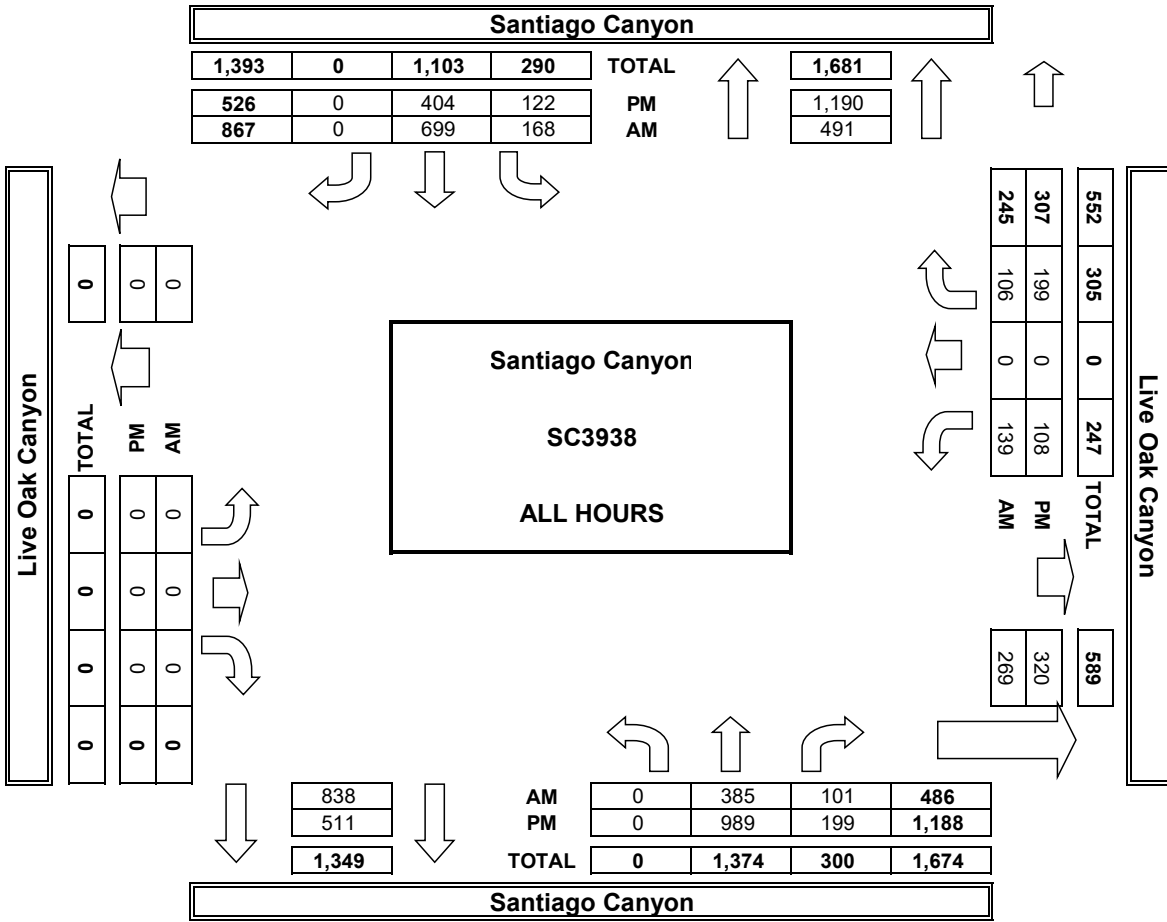 Santiago Canyon
1,393 0 1,103 290 TOTAL 1,681
526 0 404 122 PM 1,190
867 0 699 168 AM 491
Live Oak Canyon
0 0 0
TOTAL PM AM
0 0 0
0 0 0
0 0 0
0 0 0
Santiago Canyon
SC3938
ALL HOURS
245 307 552
106 199 305
0 0 0
139 108 247
AM PM TOTAL
269 320 589
Live Oak Canyon
838 AM 0 385 101 486
511 PM 0 989 199 1,188
1,349 TOTAL 0 1,374 300 1,674
Santiago Canyon